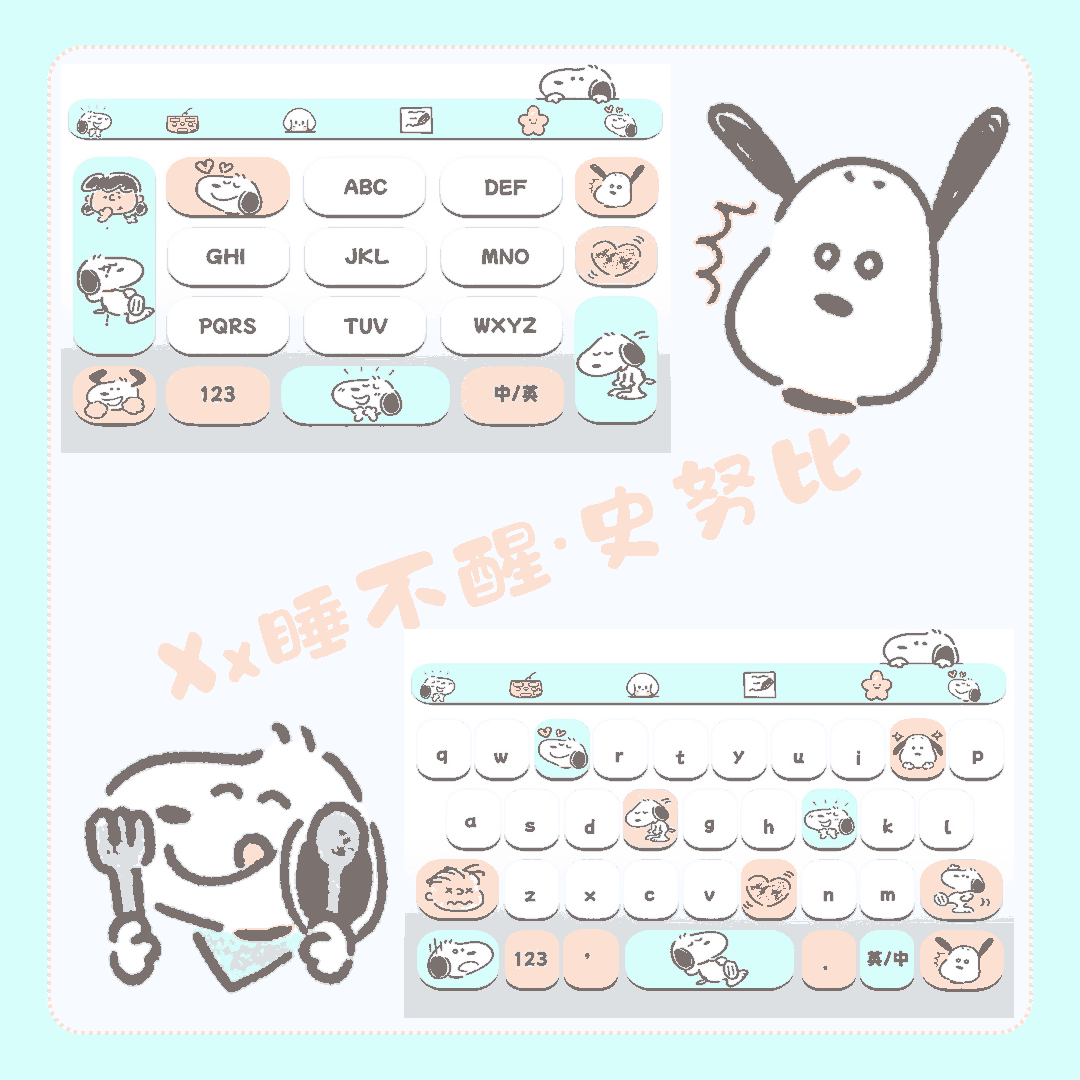 ABC DEF
GHI JKL MNO
PQRS TUV WXYZ
123 中/英
Xx睡不醒·史努比
q w r t y u i p
a s d g h k l
z x c v n m
123 , . 英/中